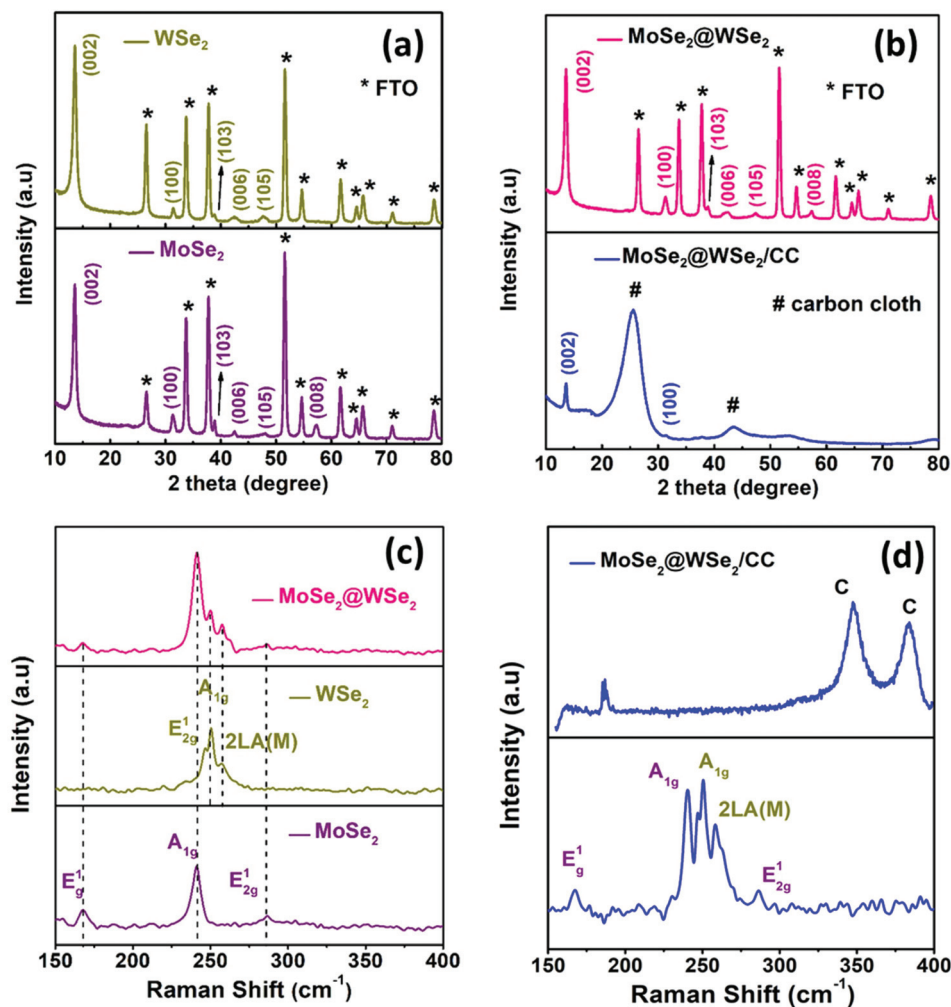 (a)
WSe₂
* FTO
(002)
*
*
*
*
*
*
*
*
*
*
(100)
(103)
(006)
(105)
MoSe₂
(002)
*
*
*
*
*
*
*
*
*
*
(100)
(103)
(006)
(105)
(008)
Intensity (a.u)
10 20 30 40 50 60 70 80
2 theta (degree)
(b)
MoSe₂@WSe₂
* FTO
(002)
*
*
*
*
*
*
*
*
*
*
(100)
(103)
(006)
(105)
(008)
MoSe₂@WSe₂/CC
# carbon cloth
(002)
#
(100)
#
Intensity (a.u)
10 20 30 40 50 60 70 80
2 theta (degree)
(c)
MoSe₂@WSe₂
WSe₂
A₁g
E¹₂g
2LA(M)
MoSe₂
A₁g
E¹g
E¹₂g
Intensity (a.u)
150 200 250 300 350 400
Raman Shift (cm⁻¹)
(d)
MoSe₂@WSe₂/CC
C
C
A₁g
A₁g
2LA(M)
E¹g
E¹₂g
Intensity (a.u)
150 200 250 300 350 400
Raman Shift (cm⁻¹)